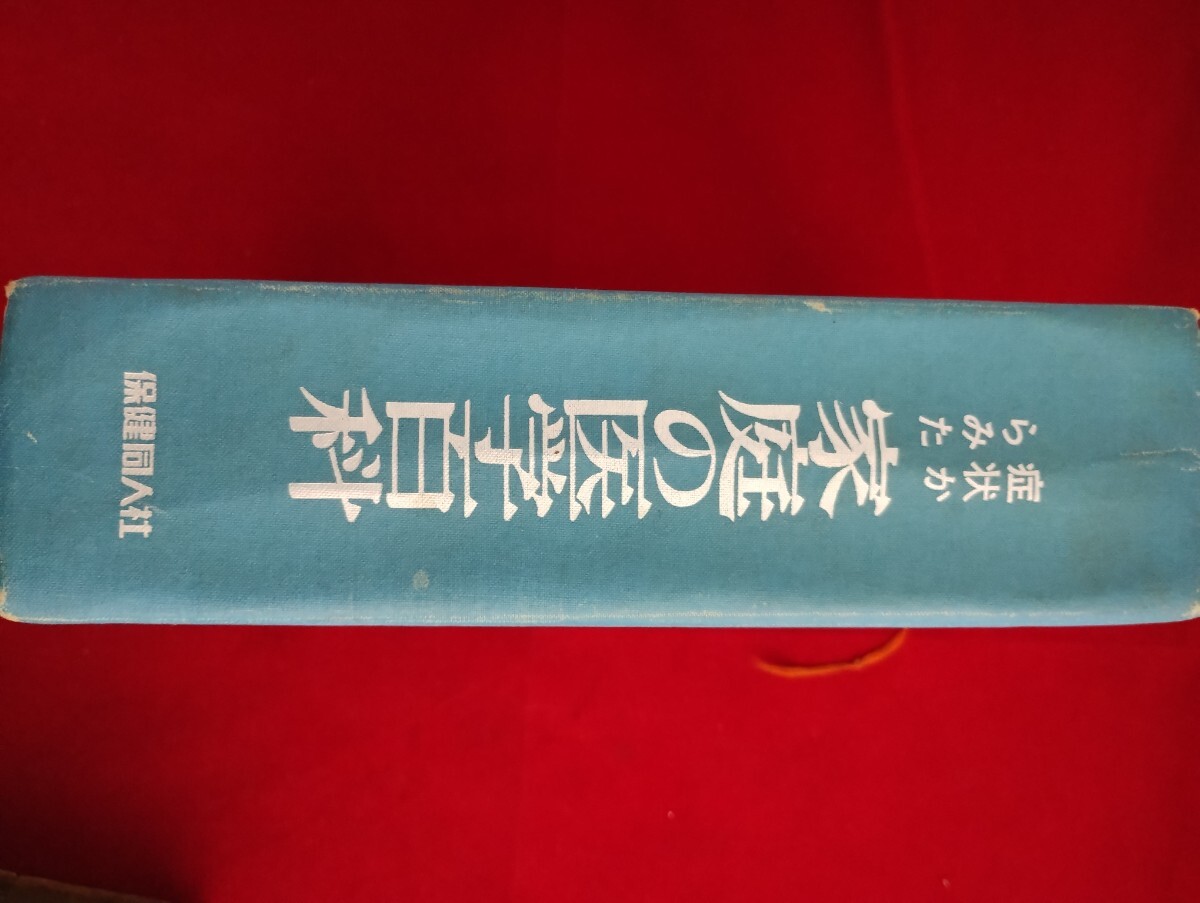 症状か
らみた
家庭の医学百科
保健同人社